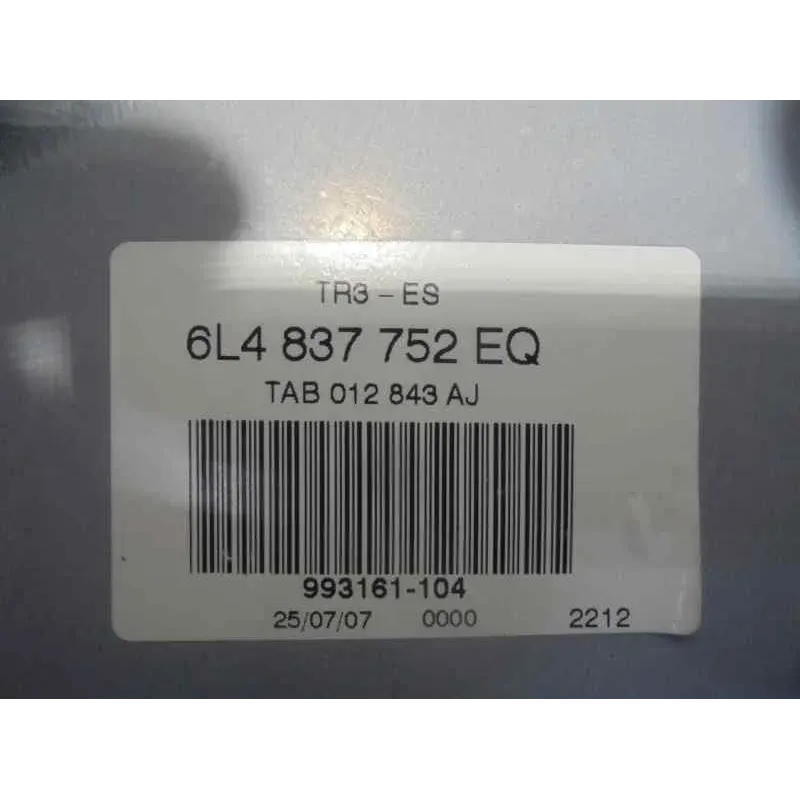 TR3 - ES
6L4 837 752 EQ
TAB 012 843 AJ
993161-104
25/07/07 0000 2212